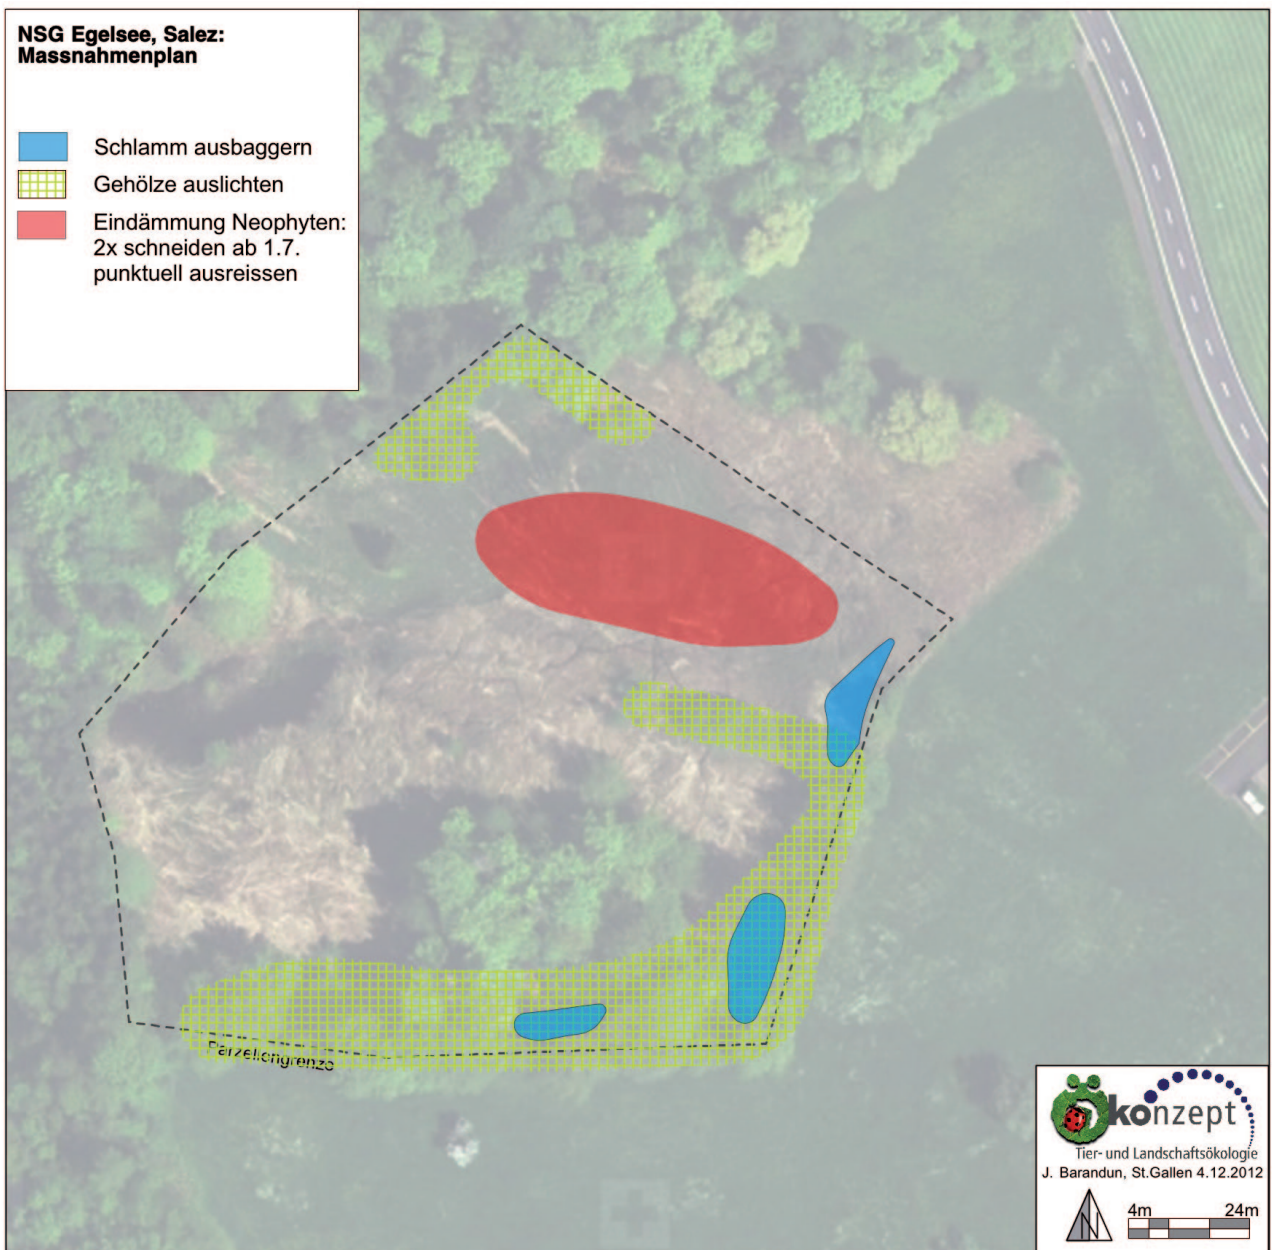 NSG Egelsee, Salez:
Massnahmenplan
Schlamm ausbaggern
Gehölze auslichten
Eindämmung Neophyten:
2x schneiden ab 1.7.
punktuell ausreissen
Parzellengrenze
Ökonzept
Tier- und Landschaftsökologie
J. Barandun, St.Gallen 4.12.2012
N
4m 24m